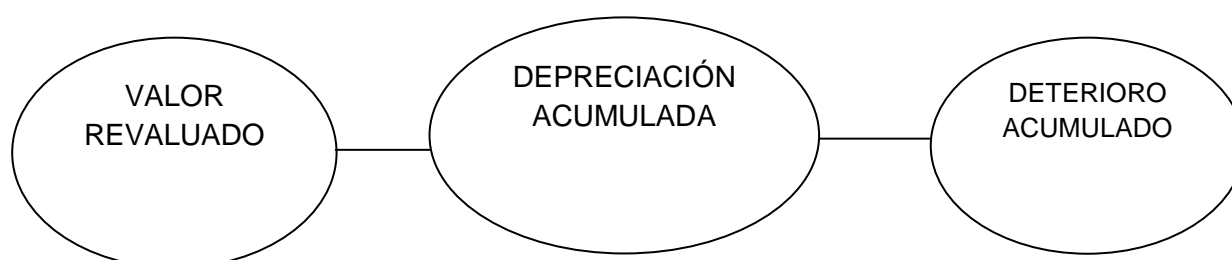 VALOR
REVALUADO
DEPRECIACIÓN
ACUMULADA
DETERIORO
ACUMULADO